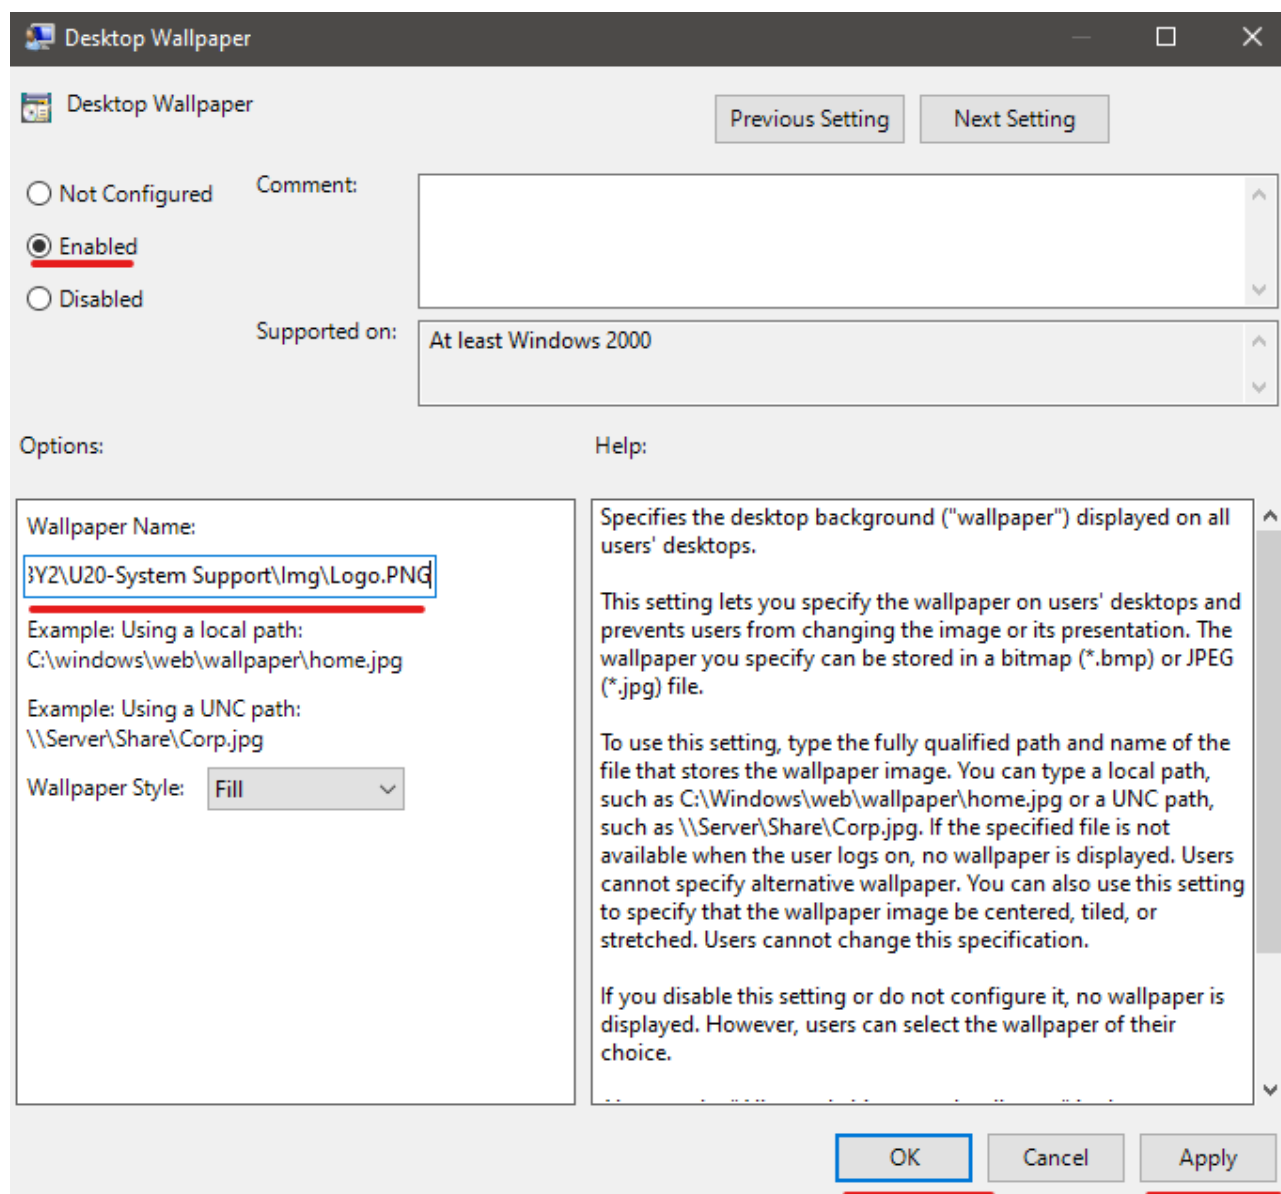 Desktop Wallpaper
Desktop Wallpaper
Previous Setting
Next Setting
Not Configured
Enabled
Disabled
Comment:
Supported on:
At least Windows 2000
Options:
Help:
Wallpaper Name:
3Y2\U20-System Support\Img\Logo.PNG
Example: Using a local path:
C:\windows\web\wallpaper\home.jpg
Example: Using a UNC path:
\\Server\Share\Corp.jpg
Wallpaper Style:
Fill
Specifies the desktop background ("wallpaper") displayed on all
users' desktops.
This setting lets you specify the wallpaper on users' desktops and
prevents users from changing the image or its presentation. The
wallpaper you specify can be stored in a bitmap (*.bmp) or JPEG
(*.jpg) file.
To use this setting, type the fully qualified path and name of the
file that stores the wallpaper image. You can type a local path,
such as C:\Windows\web\wallpaper\home.jpg or a UNC path,
such as \\Server\Share\Corp.jpg. If the specified file is not
available when the user logs on, no wallpaper is displayed. Users
cannot specify alternative wallpaper. You can also use this setting
to specify that the wallpaper image be centered, tiled, or
stretched. Users cannot change this specification.
If you disable this setting or do not configure it, no wallpaper is
displayed. However, users can select the wallpaper of their
choice.
OK
Cancel
Apply